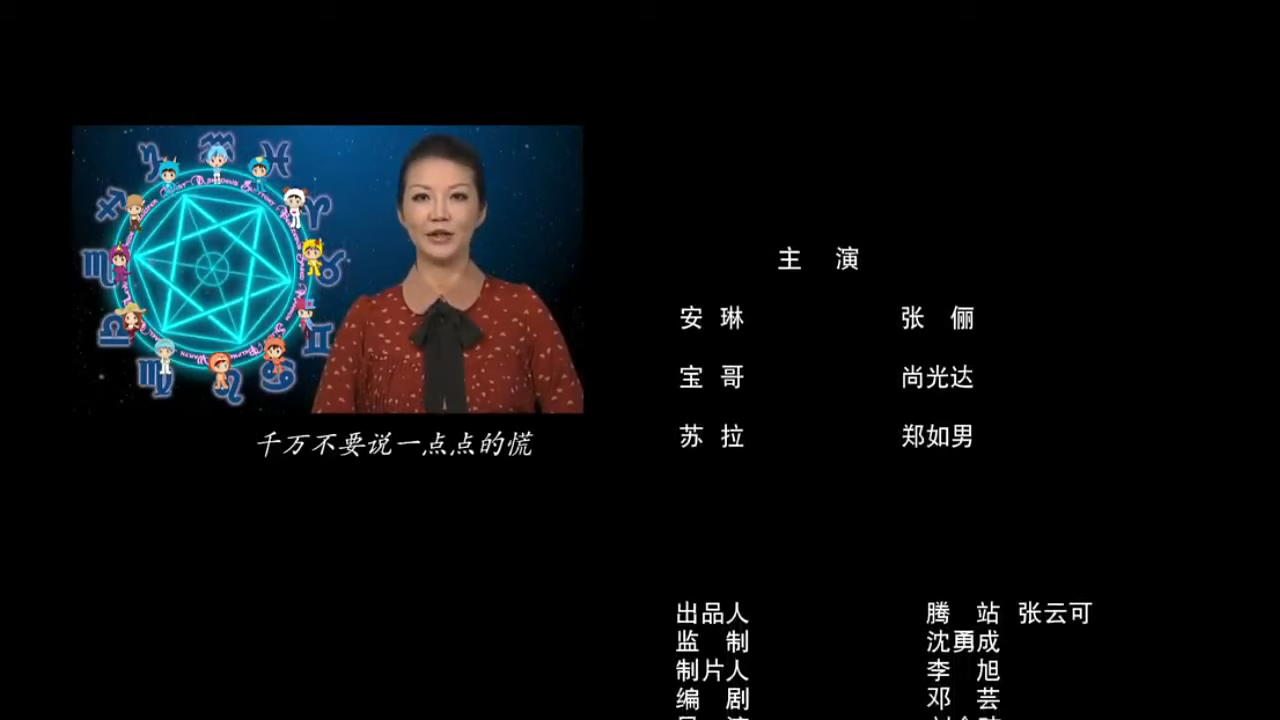 千万不要说一点点的慌
主 演
安 琳 张 俪
宝 哥 尚光达
苏 拉 郑如男
出品人 腾 站 张云可
监 制 沈勇成
制片人 李 旭
编 剧 邓 芸